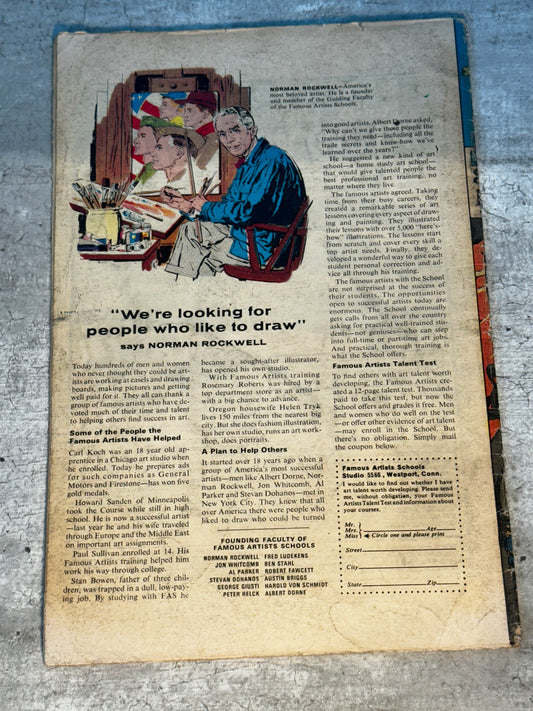 NORMAN ROCKWELL—America's
most beloved artist. He is a founder
and member of the Guiding Faculty
of the Famous Artists Schools.
"We're looking for
people who like to draw"
says NORMAN ROCKWELL
Today hundreds of men and women
who never thought they could be art-
ists are working at easels and drawing
boards, making pictures and getting
well paid for it. They all can thank a
group of famous artists who have de-
voted much of their time and talent
to helping others find success in art.
Some of the People the
Famous Artists Have Helped
Carl Koch was an 18 year old ap-
prentice in a Chicago art studio when
he enrolled. Today he prepares ads
for such companies as General
Motors and Firestone—has won five
gold medals.
Howard Sanden of Minneapolis
took the Course while still in high
school. He is now a successful artist
—last year he and his wife traveled
through Europe and the Middle East
on important art assignments.
Paul Sullivan enrolled at 14. His
Famous Artists training helped him
work his way through college.
Stan Bowen, father of three chil-
dren; was trapped in a dull, low-pay-
ing job. By studying with FAS he
became a sought-after illustrator,
has opened his own studio.
With Famous Artists training
Rosemary Roberts was hired by a
top department store as an artist—
with a big chance to advance.
Oregon housewife Helen Tryk
lives 150 miles from the nearest big
city. But she does fashion illustration,
has her own studio, runs an art work-
shop, does portraits.
A Plan to Help Others
It started over 18 years ago when a
group of America's most successful
artists—men like Albert Dorne, Nor-
man Rockwell, Jon Whitcomb, Al
Parker and Stevan Dohanos—met in
New York City. They knew that all
over America there were people who
liked to draw who could be turned
FOUNDING FACULTY OF
FAMOUS ARTISTS SCHOOLS
NORMAN ROCKWELL FRED LUDEKENS
JON WHITCOMB BEN STAHL
AL PARKER ROBERT FAWCETT
STEVAN DOHANOS AUSTIN BRIGGS
GEORGE GIUSTI HAROLD VON SCHMIDT
PETER HELCK ALBERT DORNE
into good artists. Albert Dorne asked,
"Why can't we give these people the
training they need—including all the
trade secrets and know-how we've
learned over the years?"
He suggested a new kind of art
school—a home study art school—
that would give talented people the
best professional art training, no
matter where they live.
The famous artists agreed. Taking
time from their busy careers, they
created a remarkable series of art
lessons covering every aspect of draw-
ing and painting. They illustrated
their lessons with over 5,000 "here's-
how" illustrations. The lessons start
from scratch and cover every skill a
top artist needs. Finally, they de-
veloped a wonderful way to give each
student personal correction and ad-
vice all through his training.
The famous artists with the School
are not surprised at the success of
their students. The opportunities
open to successful artists today are
enormous. The School continually
gets calls from all over the country
asking for practical well-trained stu-
dents—not geniuses—who can step
into full-time or part-time art jobs.
And practical, thorough training is
what the School offers.
Famous Artists Talent Test
To find others with art talent worth
developing, the Famous Artists cre-
ated a 12-page talent test. Thousands
paid to take this test; but now the
School offers and grades it free. Men
and women who do well on the test
—or offer other evidence of art talent
—may enroll in the School. But
there's no obligation. Simply mail
the coupon below.
Famous Artists Schools
Studio 5586, Westport, Conn.
I would like to find out whether I have
art talent worth developing. Please send
me, without obligation, your Famous
Artists Talent Test and information about
your courses.
Mr.
Mrs. Age
Miss Circle one and please print
Street
City
State Zip